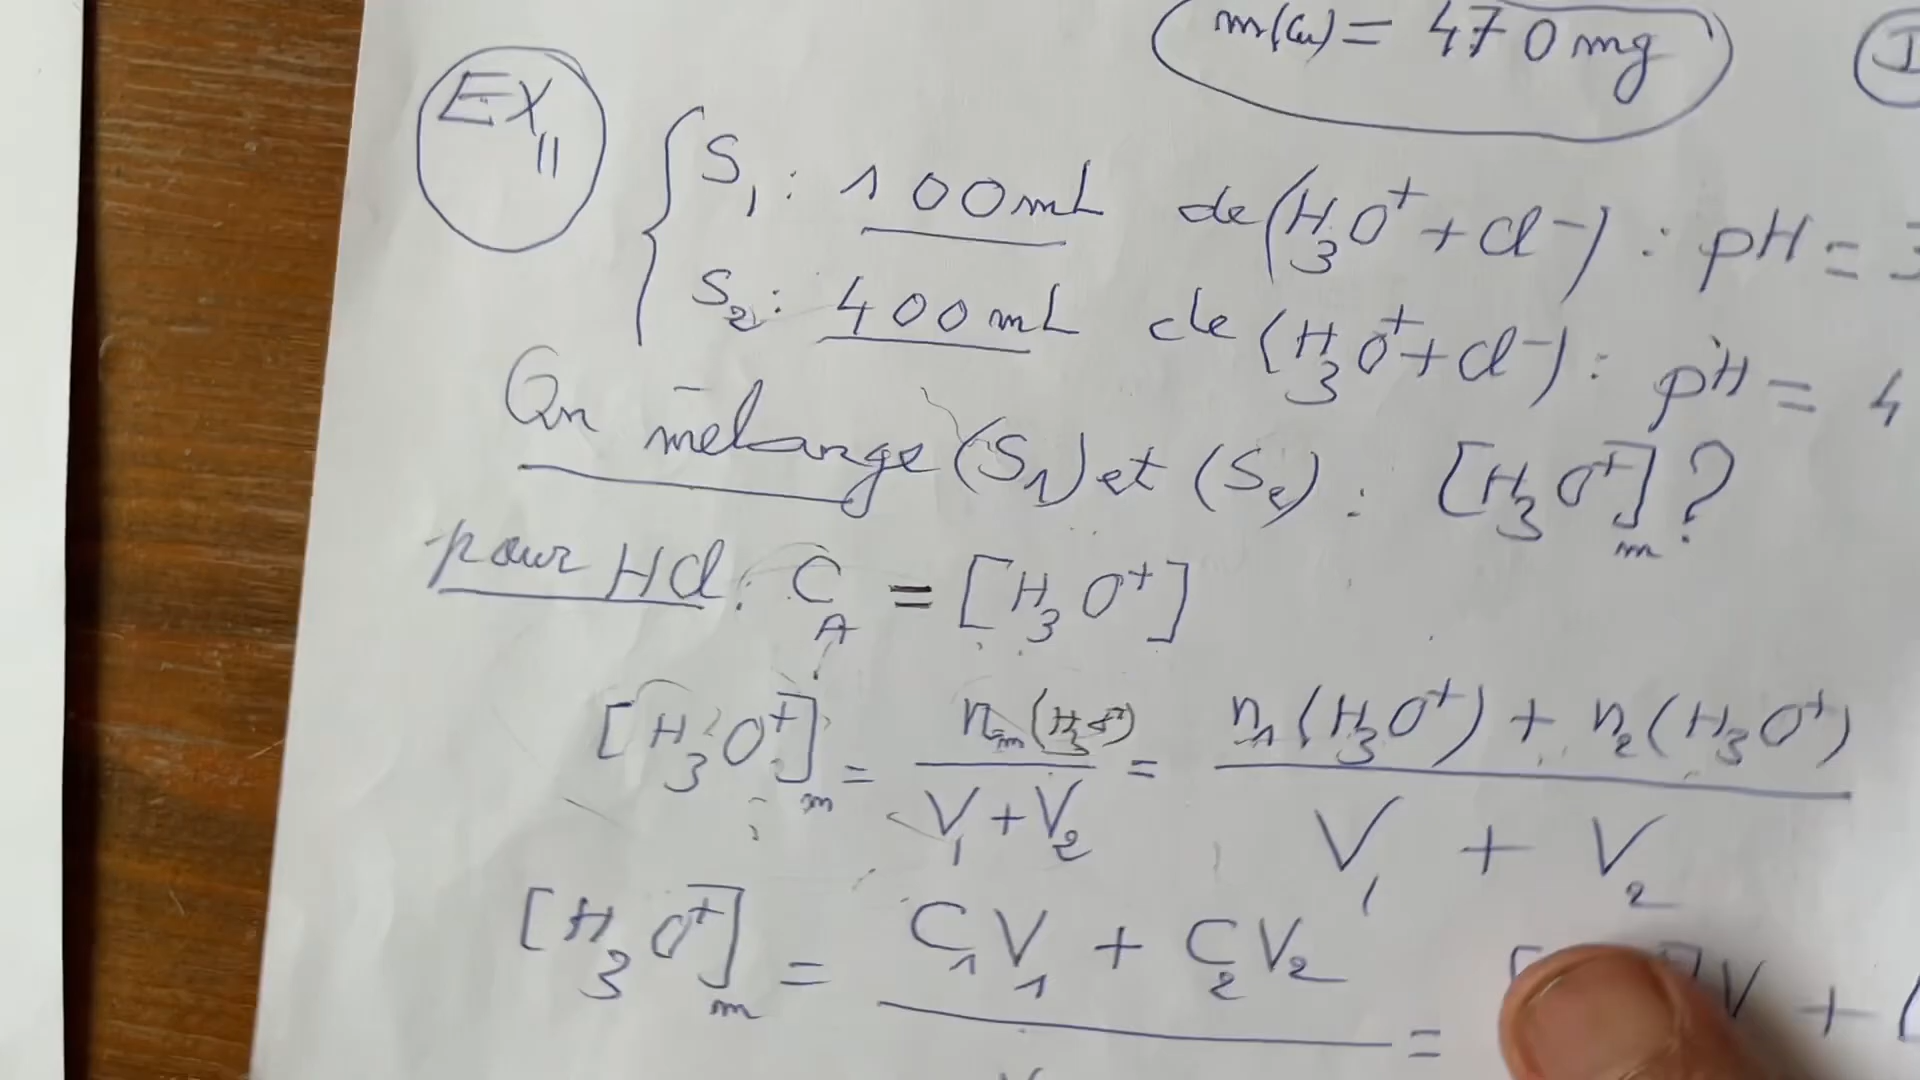 m(Cu) = 470 mg
EX 11
S₁ : 100 mL de (H₃O⁺ + Cl⁻) : pH = 3
S₂ : 400 mL de (H₃O⁺ + Cl⁻) : pH = 4
On mélange (S₁) et (S₂) : [H₃O⁺]m ?
pour HCl : C_A = [H₃O⁺]
[H₃O⁺]m = nm(H₃O⁺) / (V₁ + V₂) = (n₁(H₃O⁺) + n₂(H₃O⁺)) / (V₁ + V₂)
[H₃O⁺]m = (C₁V₁ + C₂V₂) / =